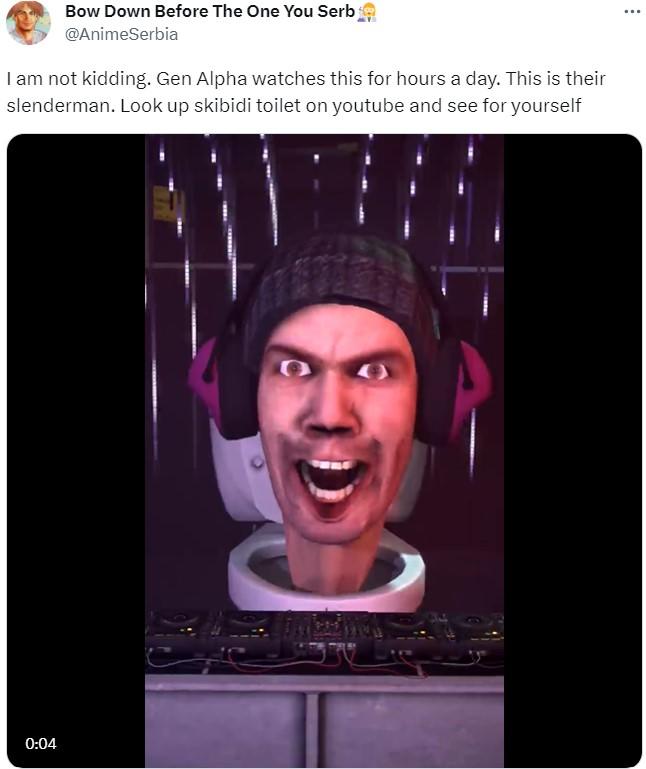 Bow Down Before The One You Serb
@AnimeSerbia
I am not kidding. Gen Alpha watches this for hours a day. This is their
slenderman. Look up skibidi toilet on youtube and see for yourself
0:04